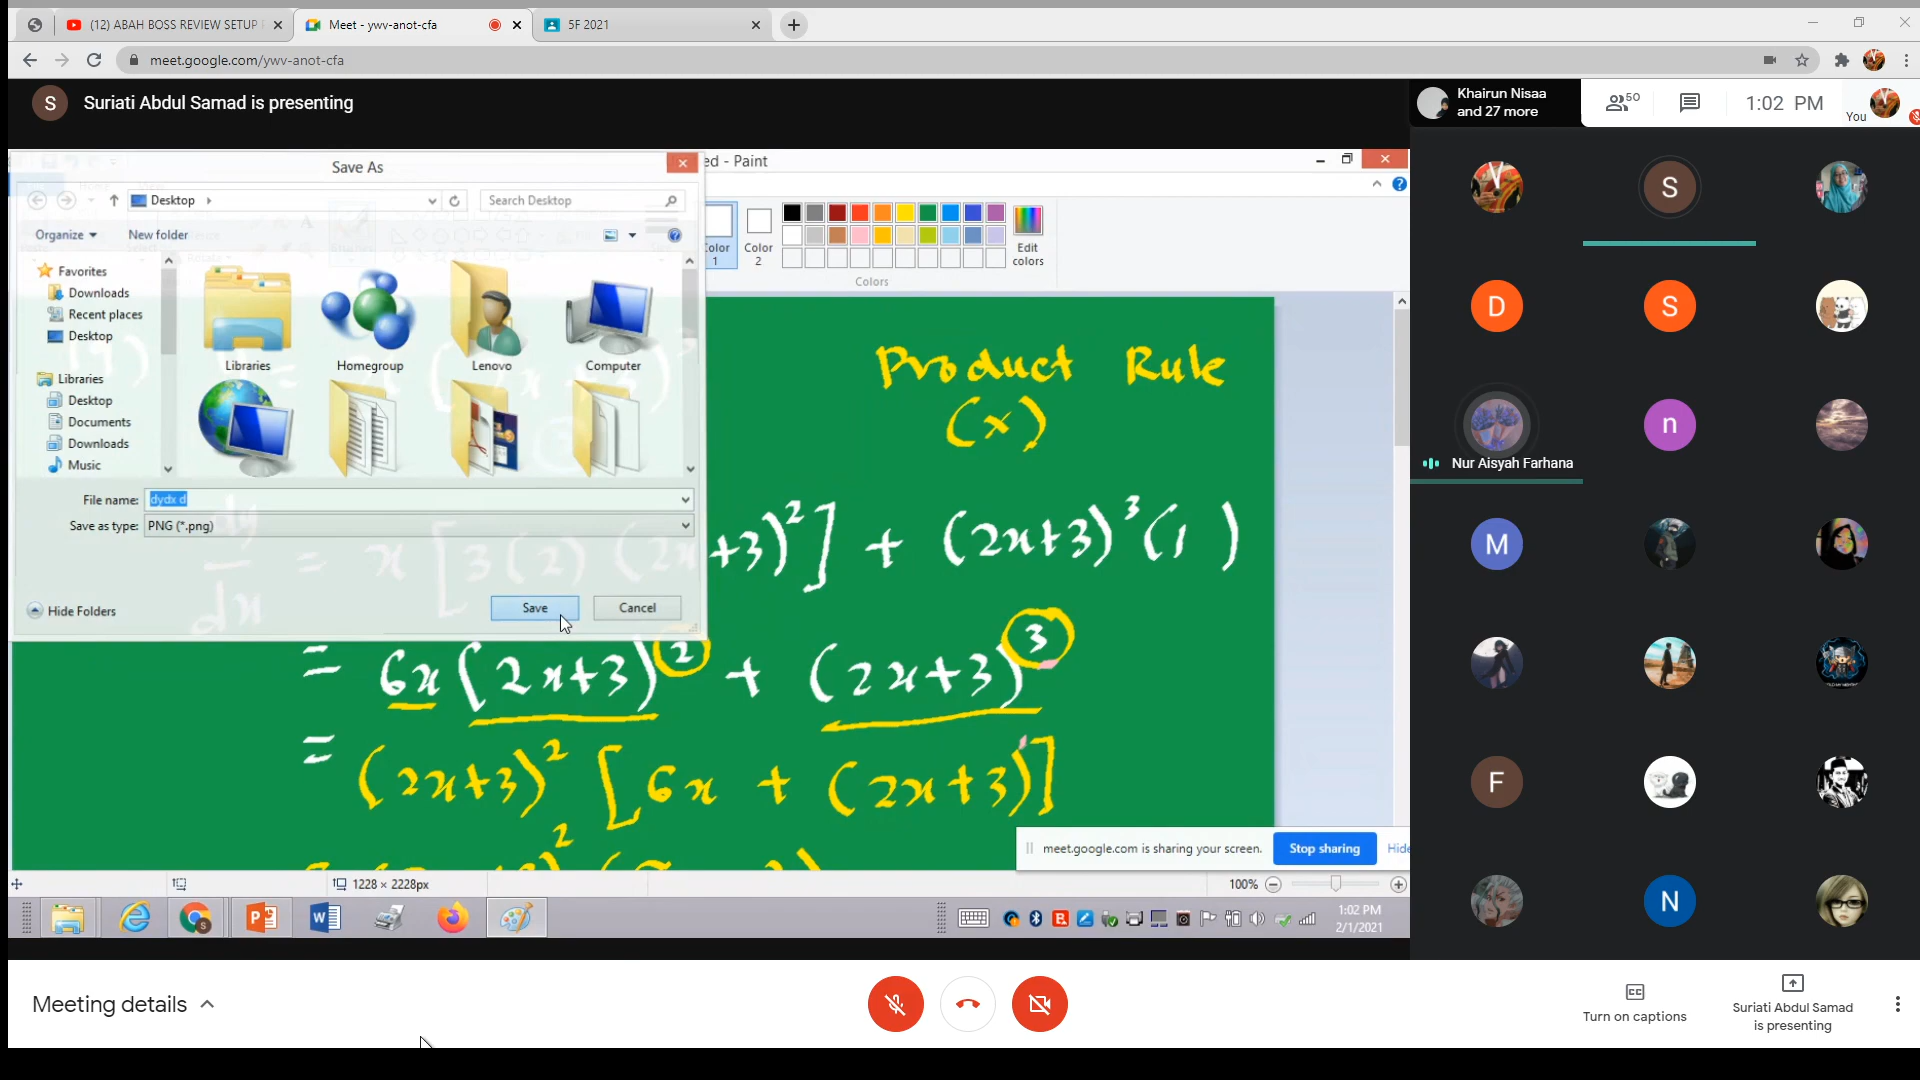 (12) ABAH BOSS REVIEW SETUP
Meet - ywv-anot-cfa
5F 2021
meet.google.com/ywv-anot-cfa
S
Suriati Abdul Samad is presenting
Khairun Nisaa
and 27 more
50
1:02 PM
You
Save As
ed - Paint
Desktop
Search Desktop
Organize
New folder
Color
1
Color
2
Edit
colors
Colors
Favorites
Downloads
Recent places
Desktop
Libraries
Desktop
Documents
Downloads
Music
Libraries
Homegroup
Lenovo
Computer
File name: dydx d
Save as type: PNG (*.png)
Hide Folders
Save
Cancel
Product Rule
(x)
dy/dx = x [3(2) (2x+3)²] + (2x+3)³(1 )
= 6x (2x+3)² + (2x+3)³
= (2x+3)² [6x + (2x+3)]
meet.google.com is sharing your screen.
Stop sharing
Hide
1228 × 2228px
100%
1:02 PM
2/1/2021
S
D
S
n
Nur Aisyah Farhana
M
F
N
Meeting details
Turn on captions
Suriati Abdul Samad
is presenting